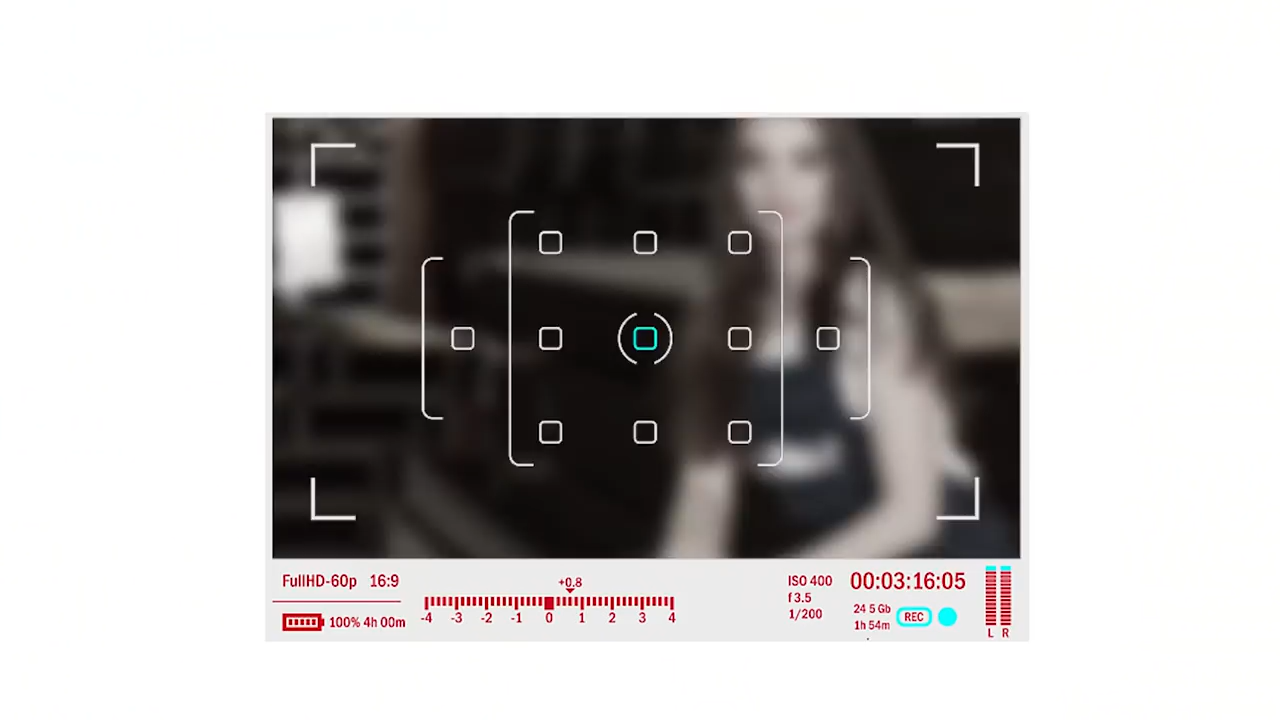 FullHD-60p 16:9
100% 4h 00m
+0.8
-4 -3 -2 -1 0 1 2 3 4
ISO 400
f 3.5
1/200
00:03:16:05
24 5 Gb
1h 54m
REC
L R